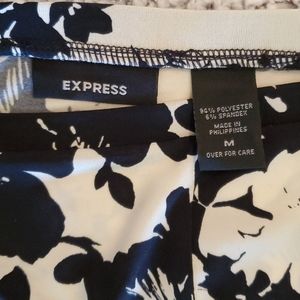 EXPRESS
94% POLYESTER
6% SPANDEX
MADE IN
PHILIPPINES
M
OVER FOR CARE